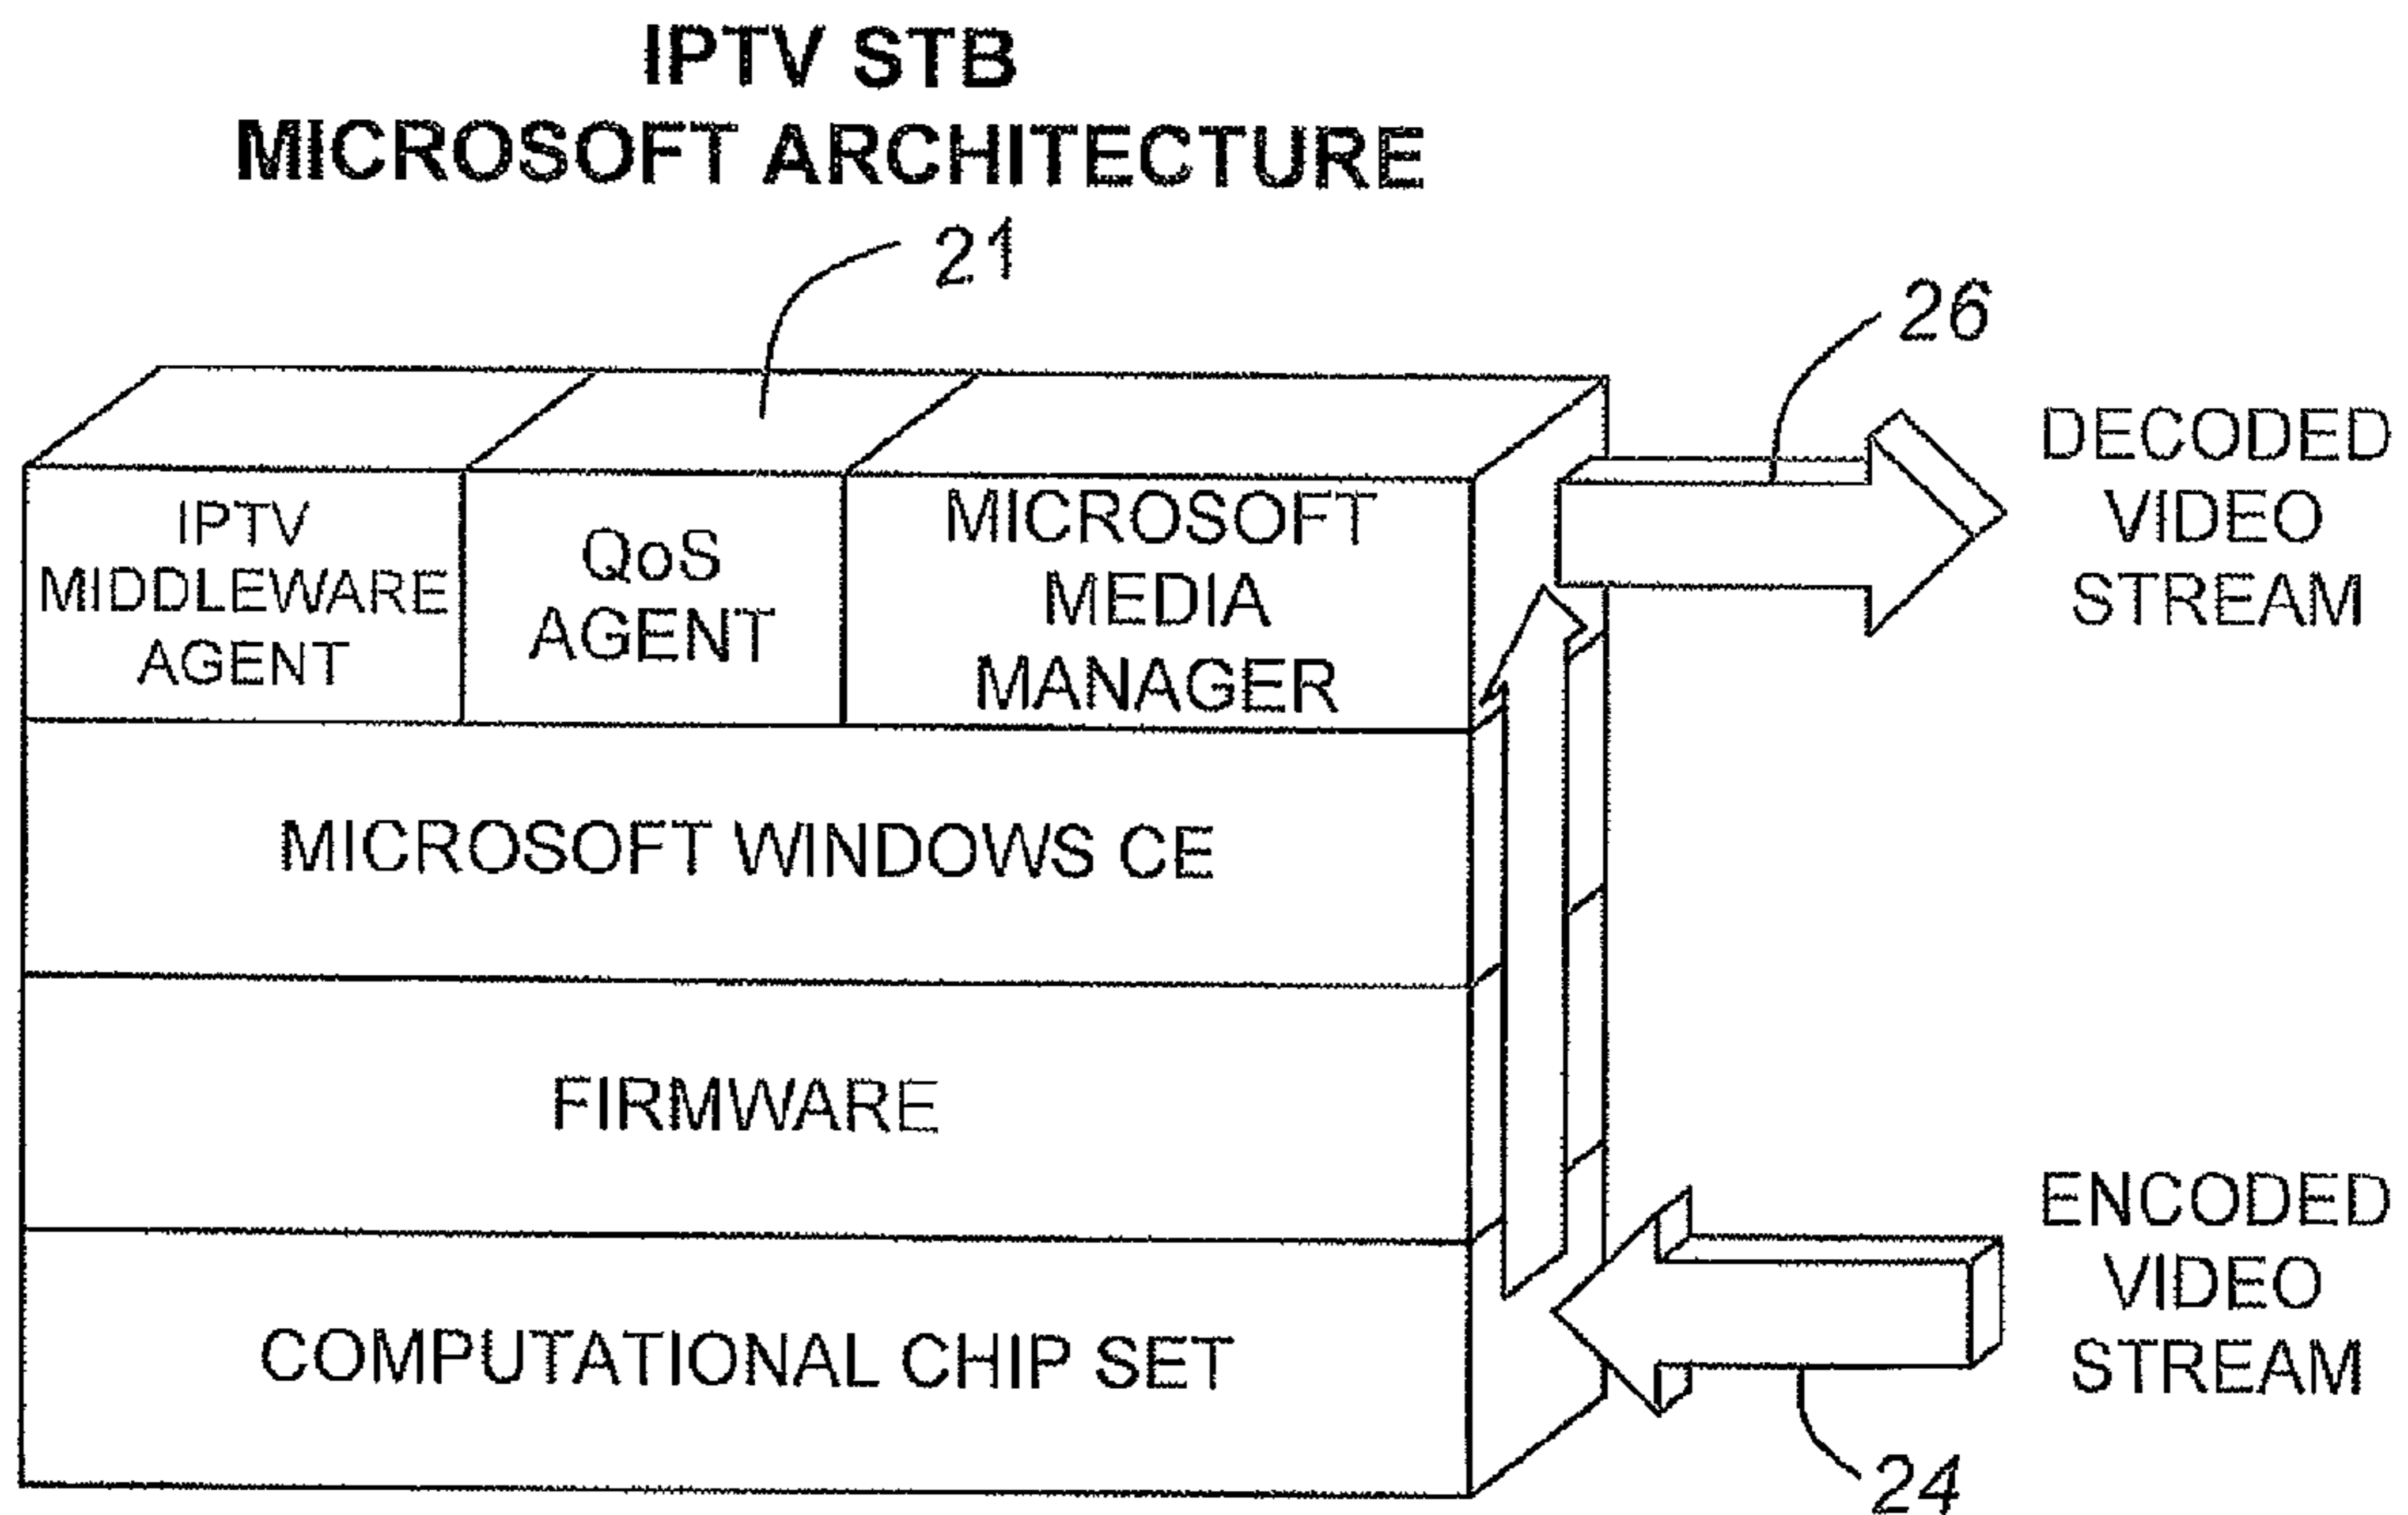 IPTV STB
MICROSOFT ARCHITECTURE
21
26
DECODED
VIDEO
STREAM
IPTV
MIDDLEWARE
AGENT
QoS
AGENT
MICROSOFT
MEDIA
MANAGER
MICROSOFT WINDOWS CE
FIRMWARE
COMPUTATIONAL CHIP SET
ENCODED
VIDEO
STREAM
24